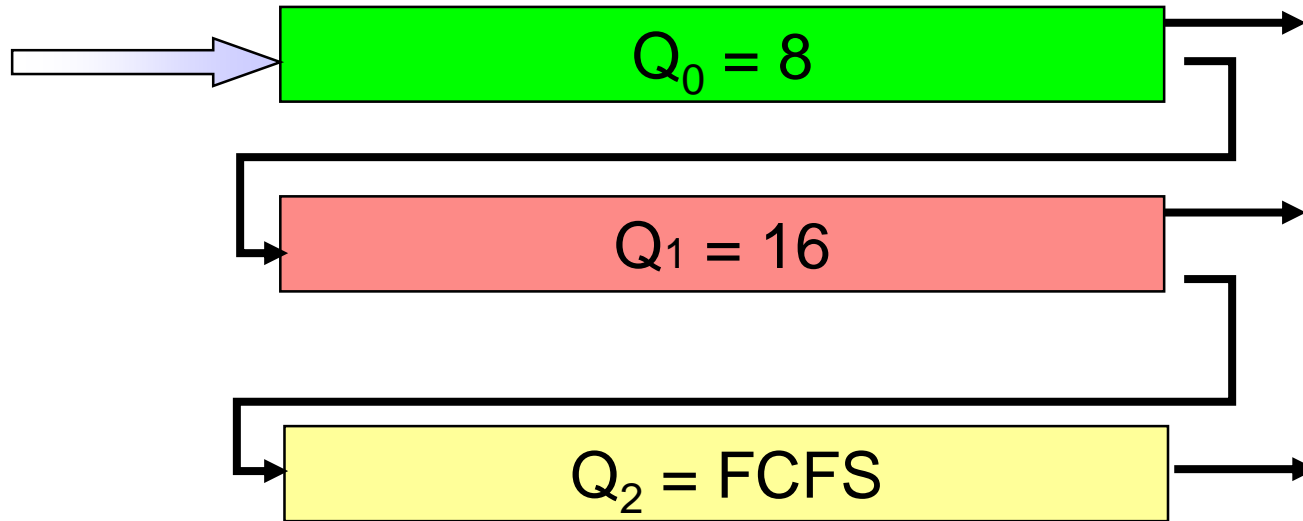 Q₀ = 8
Q1 = 16
Q₂ = FCFS